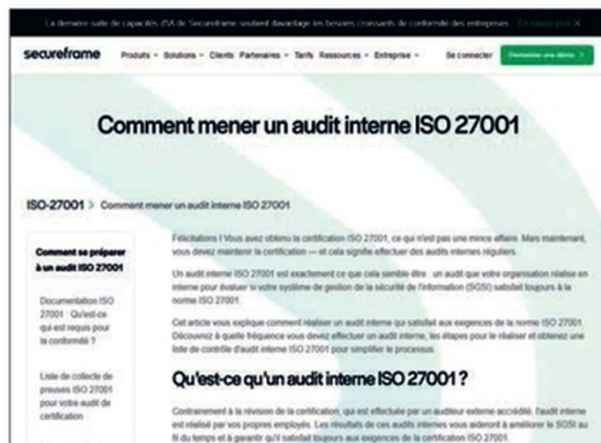 La dernière suite de capacités d'IA de Secureframe soutient davantage les besoins croissants de conformité des entreprises
secureframe Produits Solutions Clients Partenaires Tarifs Ressources Entreprise Se connecter Demander une démo
Comment mener un audit interne ISO 27001
ISO-27001 > Comment mener un audit interne ISO 27001
Comment se préparer
à un audit ISO 27001
Documentation ISO
27001 : Qu'est-ce
qui est requis pour
la conformité ?
Liste de collecte de
preuves ISO 27001
pour votre audit de
certification
Félicitations ! Vous avez obtenu la certification ISO 27001, ce qui n'est pas une mince affaire. Mais maintenant,
vous devez maintenir la certification — et cela signifie effectuer des audits internes réguliers.
Un audit interne ISO 27001 est exactement ce que cela semble être : un audit que votre organisation réalise en
interne pour évaluer si votre système de gestion de la sécurité de l'information (SGSI) satisfait toujours à la
norme ISO 27001.
Cet article vous explique comment réaliser un audit interne qui satisfait aux exigences de la norme ISO 27001.
Découvrez à quelle fréquence vous devez effectuer un audit interne, les étapes pour le réaliser et obtenez une
liste de contrôle d'audit interne ISO 27001 pour simplifier le processus.
Qu'est-ce qu'un audit interne ISO 27001 ?
Contrairement à la révision de la certification, qui est effectuée par un auditeur externe accrédité, l'audit interne
est réalisé par vos propres employés. Les résultats de ces audits internes vous aideront à améliorer le SGSI au
fil du temps et à garantir qu'il satisfait toujours aux exigences de la certification ISO 27001.